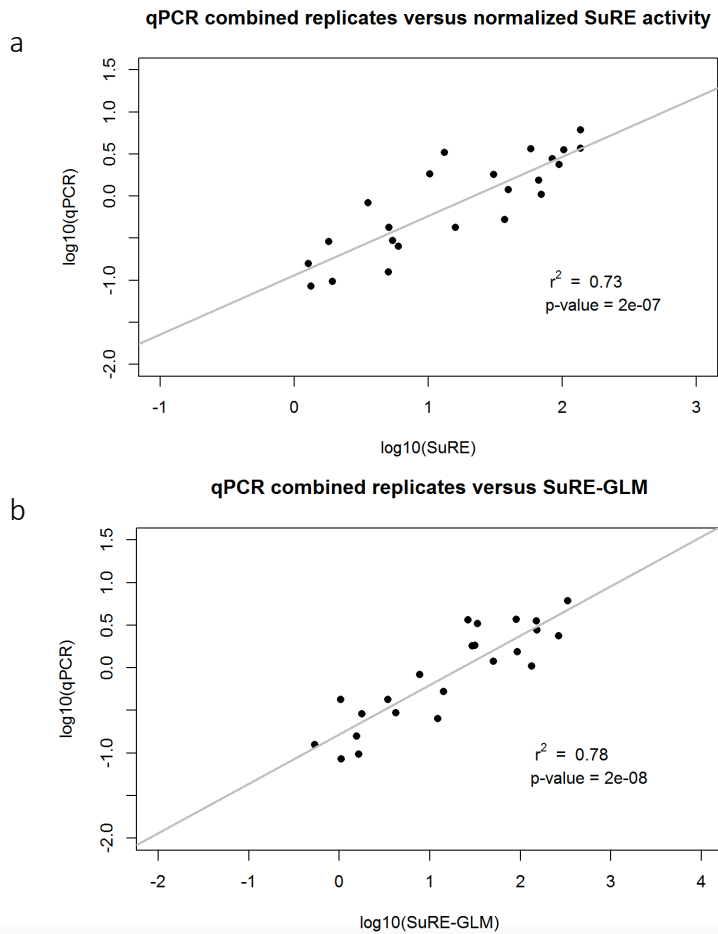 qPCR combined replicates versus normalized SuRE activity
a
1.5
1.0
0.5
0.0
-1.0
-2.0
log10(qPCR)
r2 = 0.73
p-value = 2e-07
-1 0 1 2 3
log10(SuRE)
qPCR combined replicates versus SuRE-GLM
b
1.5
1.0
0.5
0.0
-1.0
-2.0
log10(qPCR)
r2 = 0.78
p-value = 2e-08
-2 -1 0 1 2 3 4
log10(SuRE-GLM)